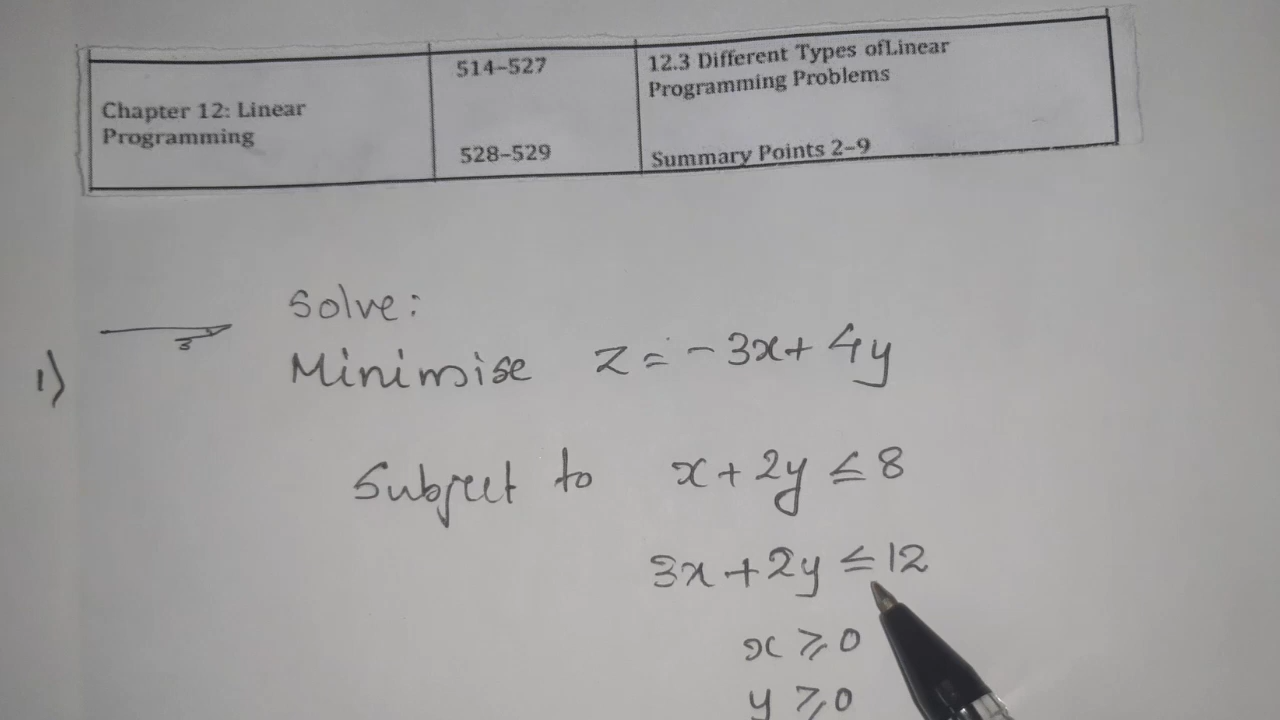 Chapter 12: Linear
Programming
514–527
528–529
12.3 Different Types ofLinear
Programming Problems
Summary Points 2–9
1)
Solve:
Minimise z = -3x + 4y
Subject to x + 2y ≤ 8
3x + 2y ≤ 12
x ≥ 0
y ≥ 0